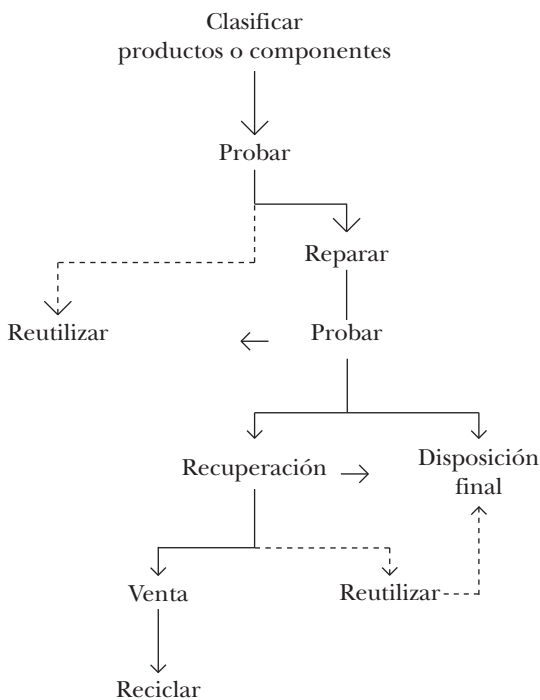 Clasificar
productos o componentes
Probar
Reparar
Reutilizar
Probar
Recuperación
Disposición
final
Venta
Reutilizar
Reciclar